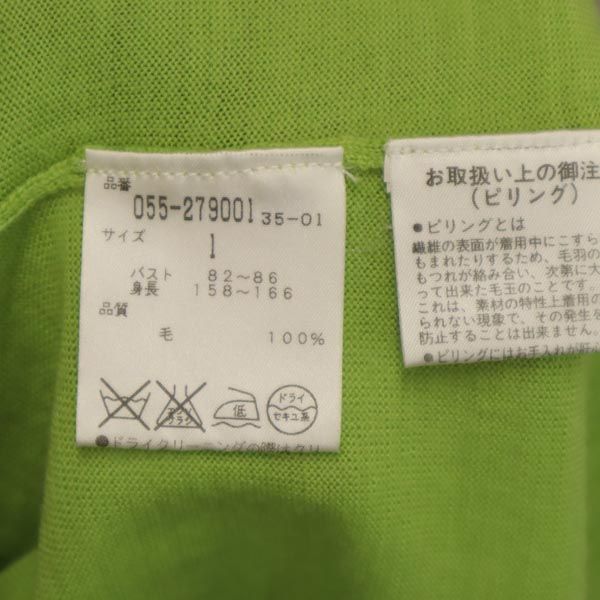 品番
055-279001 35-01
サイズ
1
バスト 82～86
身長 158～166
品質
毛 100%
エンソサラシ
低
ドライ
セキユ系
●ドライクリーニングの際はクリ
お取扱い上の御注
(ピリング)
●ピリングとは
繊維の表面が着用中にこすら
もまれたりするため、毛羽の
もつれが絡み合い、次第に大
って出来た毛玉のことです。
これは、素材の特性上着用の
られない現象で、その発生を
防止することは出来ません。
●ピリングにはお手入れが肝心